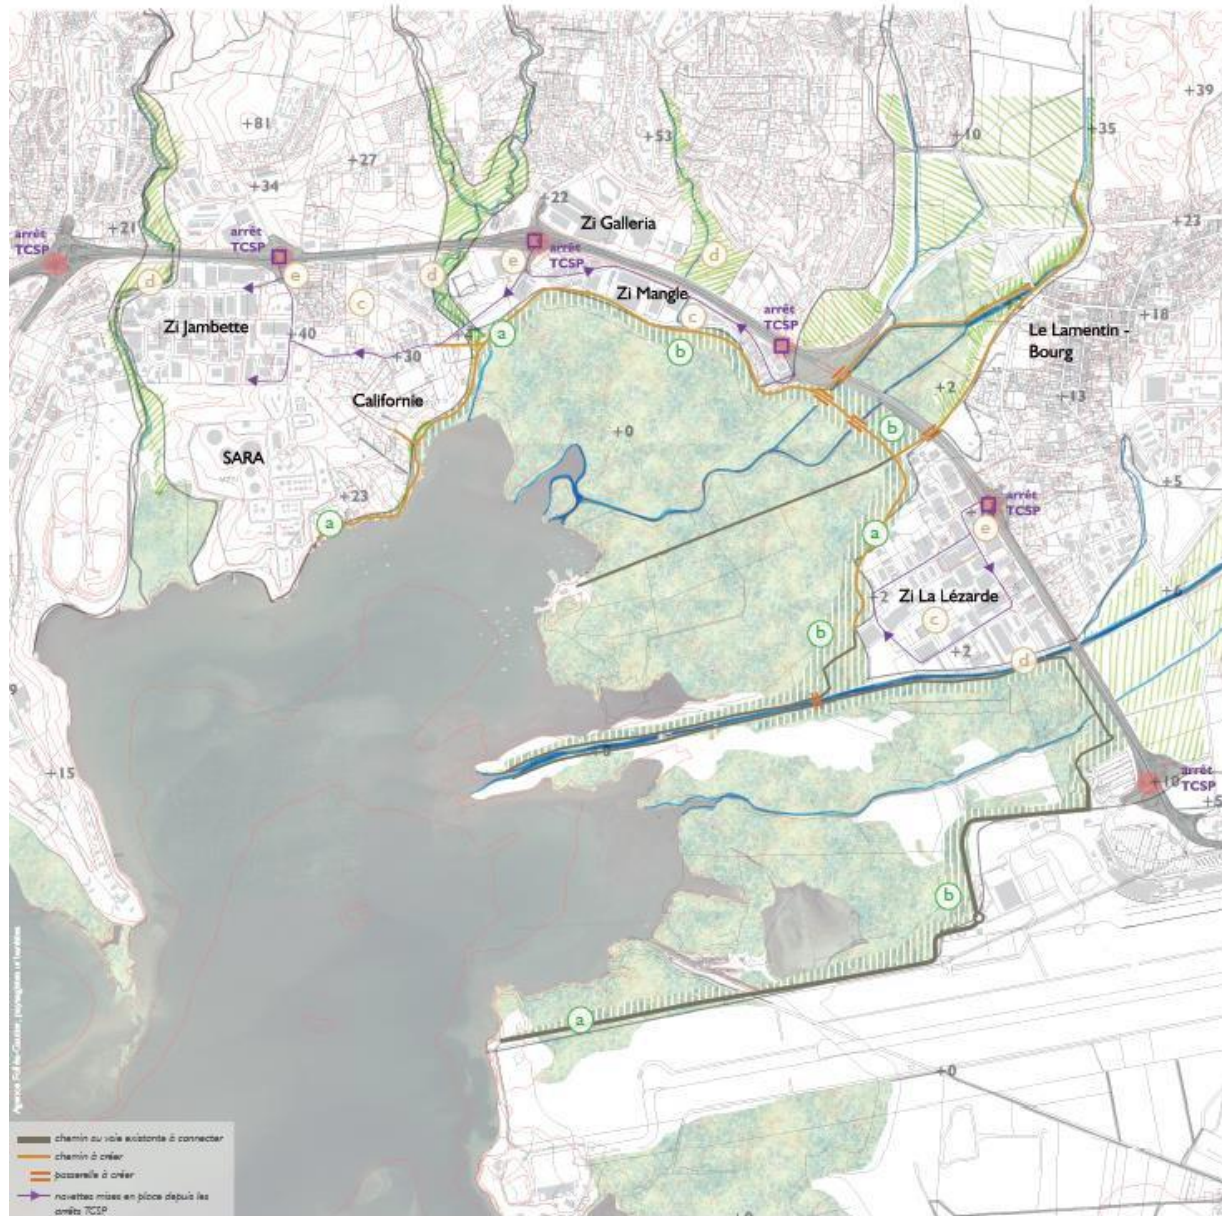 +39
+81
+53
+10
+35
+27
+34
+22
Zi Galleria
+21
+23
arrêt
TCSP
arrêt
TCSP
arrêt
TCSP
d
e
d
e
d
c
Zi Mangle
c
Zi Jambette
+40
arrêt
TCSP
+18
Le Lamentin -
Bourg
a
b
+30
+2
Californie
+13
b
+0
SARA
+5
+23
arrêt
TCSP
a
a
e
+2
Zi La Lézarde
+6
c
b
+2
d
+15
arrêt
TCSP
+10
b
a
+0
chemin ou voie existante à connecter
chemin à créer
passerelle à créer
navettes mises en place depuis les
arrêts TCSP